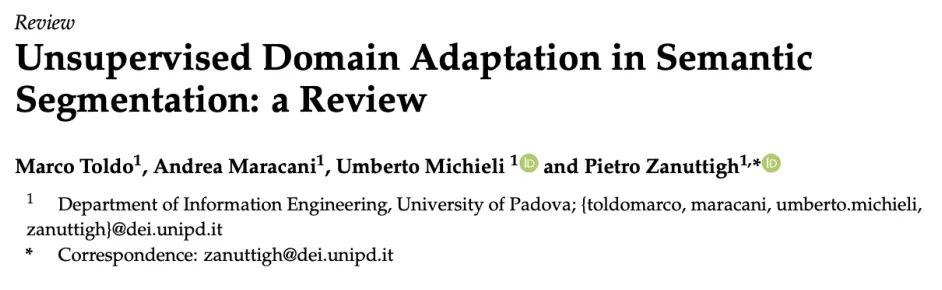 Review
Unsupervised Domain Adaptation in Semantic
Segmentation: a Review
Marco Toldo1, Andrea Maracani1, Umberto Michieli 1 iD and Pietro Zanuttigh1,* iD
1 Department of Information Engineering, University of Padova; {toldomarco, maracani, umberto.michieli,
zanuttigh}@dei.unipd.it
* Correspondence: zanuttigh@dei.unipd.it